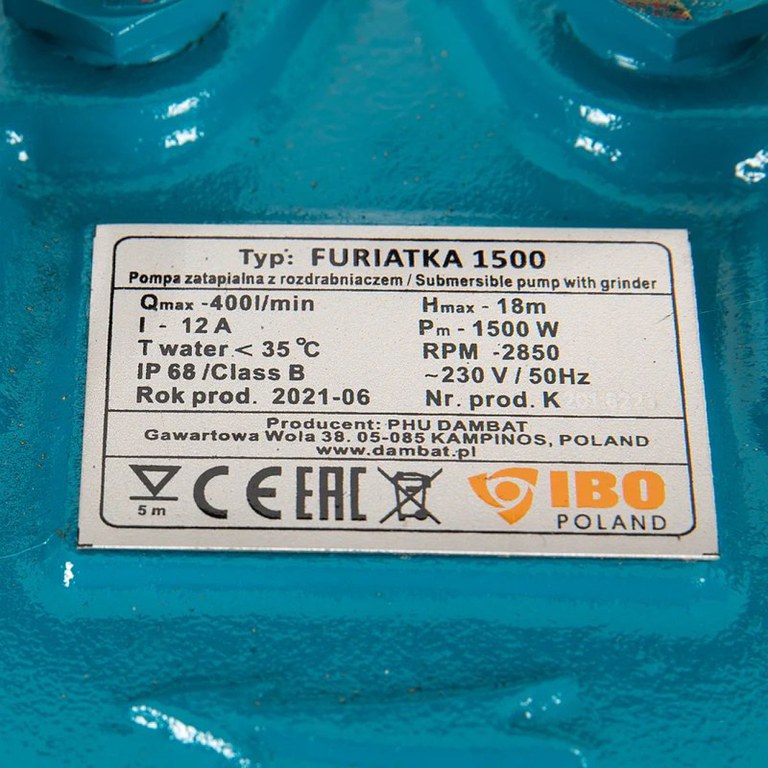 Typ: FURIATKA 1500
Pompa zatapialna z rozdrabniaczem / Submersible pump with grinder
Qmax -400l/min
Hmax - 18m
I - 12 A
Pm - 1500 W
T water < 35 °C
RPM -2850
IP 68 /Class B
~230 V / 50Hz
Rok prod. 2021-06
Nr. prod. K
Producent: PHU DAMBAT
Gawartowa Wola 38. 05-085 KAMPINOS, POLAND
www.dambat.pl
5 m
CE EAC
IBO
POLAND